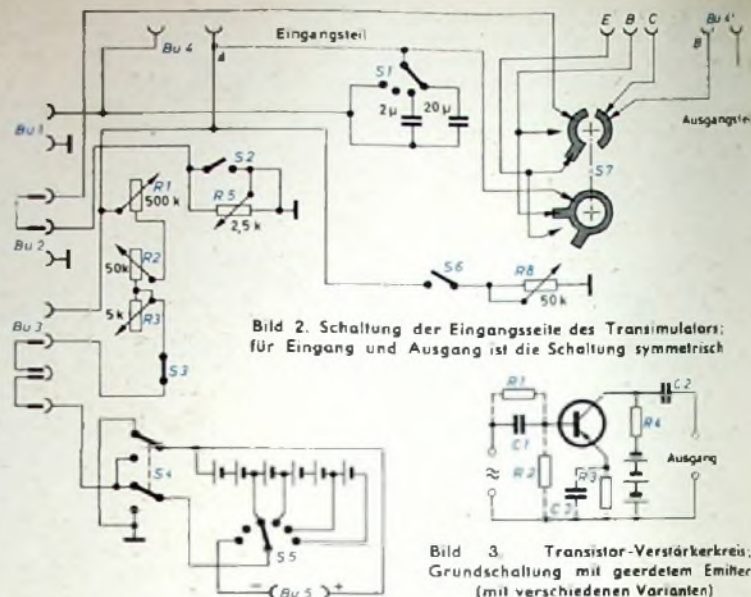 Eingangsteil
E B C Bu 4'
Bu 4
d
B'
S1
2µ 20µ
Ausgangsteil
Bu 1
S2
S7
R1
500 k
R5
2,5 k
Bu 2
R2
50k
S6
R8
50 k
R3
5k
Bild 2. Schaltung der Eingangsseite des Transimulators;
für Eingang und Ausgang ist die Schaltung symmetrisch
Bu 3
S3
R1
C2
C1
R4
S4
R2
R3
Ausgang
C3
S5
Bild 3. Transistor-Verstärkerkreis;
Grundschaltung mit geerdetem Emitter
(mit verschiedenen Varianten)
− Bu 5 +